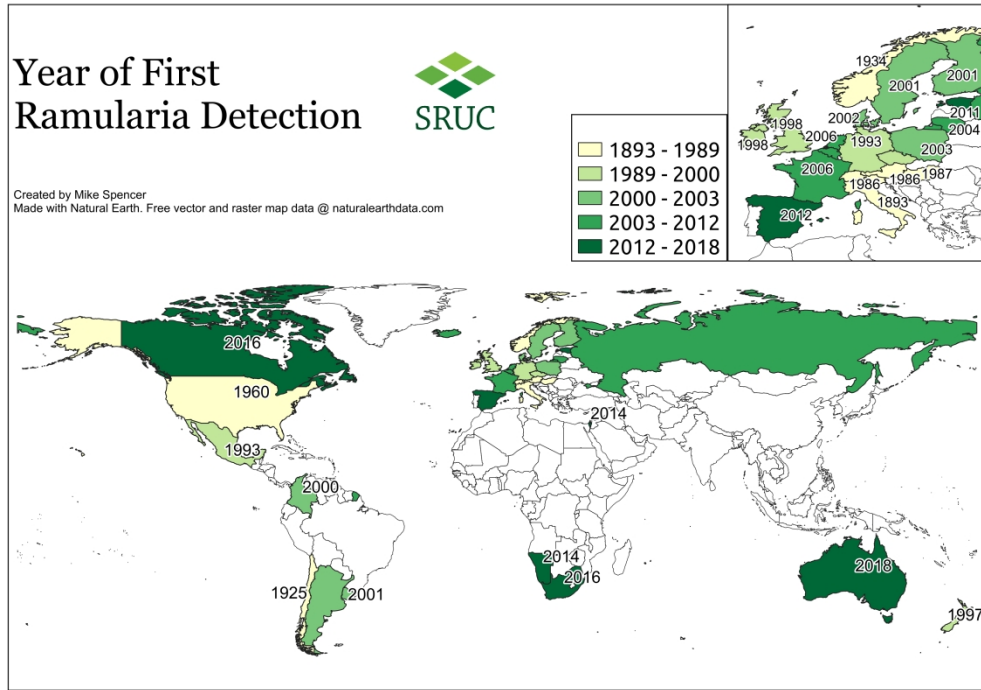 Year of First
Ramularia Detection
SRUC
Created by Mike Spencer
Made with Natural Earth. Free vector and raster map data @ naturalearthdata.com
1893 - 1989
1989 - 2000
2000 - 2003
2003 - 2012
2012 - 2018
1934
2001
2001
1998
1998
2002
2006
1993
2011
2004
2003
2006
1986
1986
1987
1893
2012
2016
1960
1993
2000
1925
2001
2014
2014
2016
2018
1997